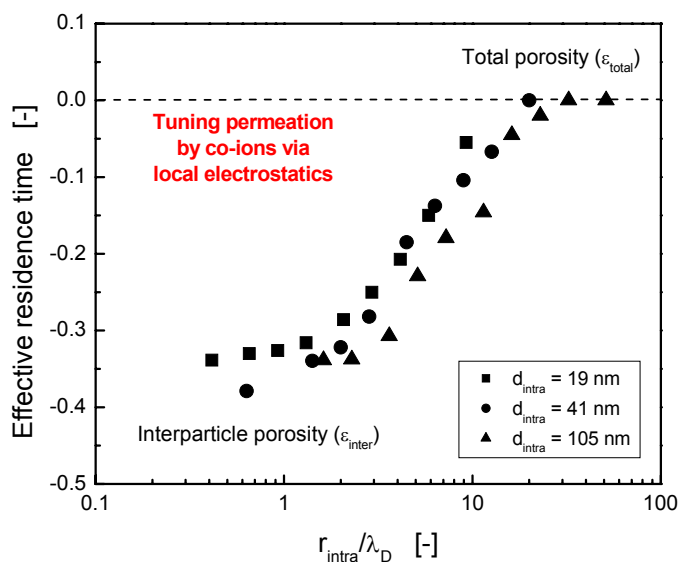 0.1
0.0
-0.1
-0.2
-0.3
-0.4
-0.5
Effective residence time [-]
Total porosity (εtotal)
Tuning permeation
by co-ions via
local electrostatics
Interparticle porosity (εinter)
dintra = 19 nm
dintra = 41 nm
dintra = 105 nm
0.1
1
10
100
rintra/λD [-]